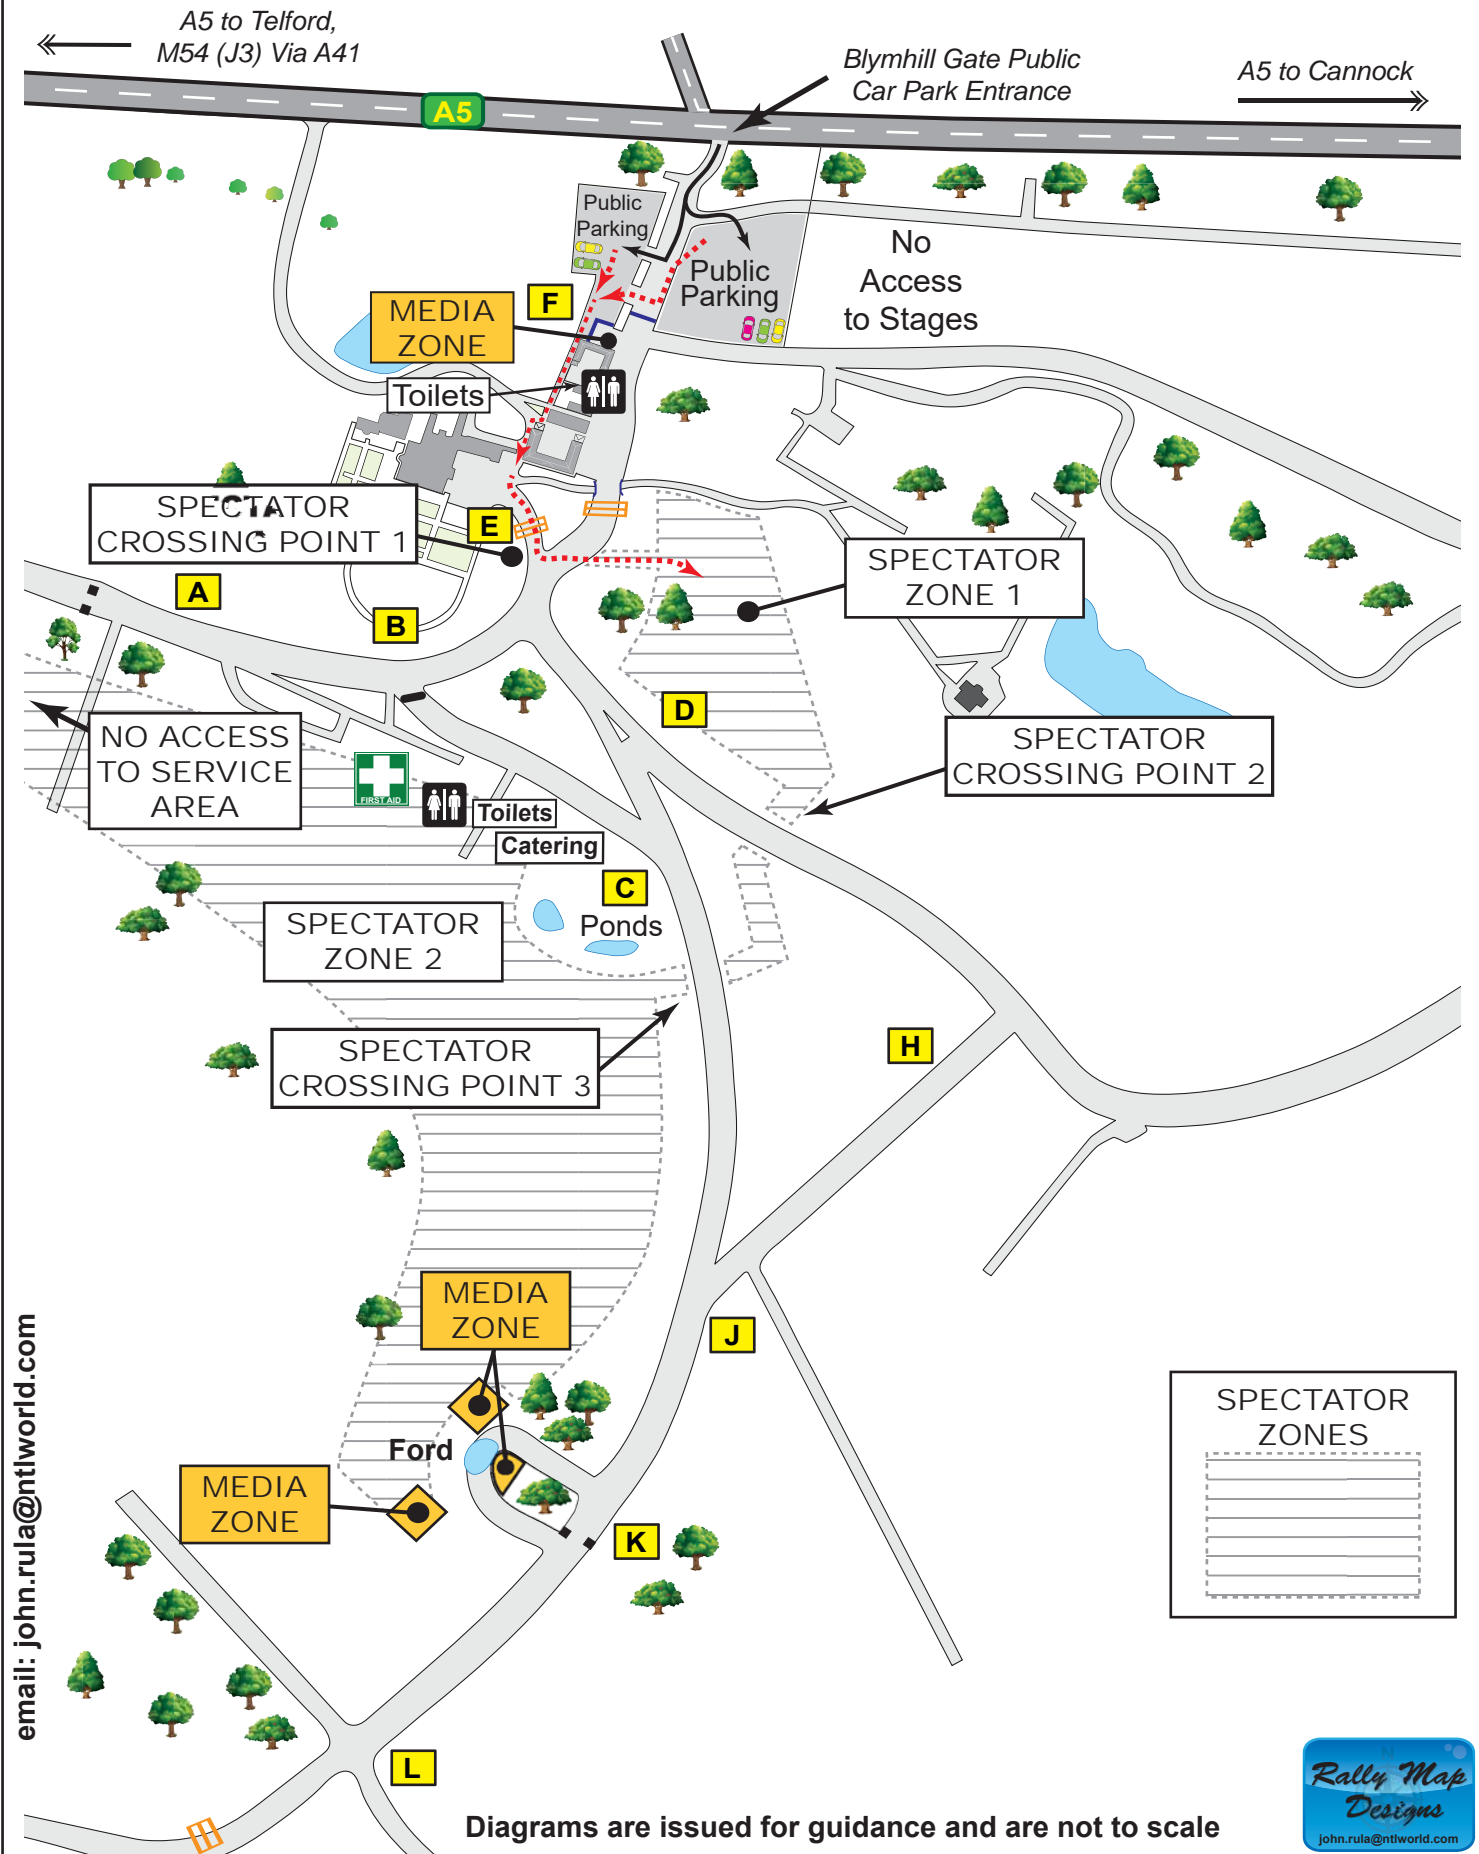 A5 to Telford,
M54 (J3) Via A41
Blymhill Gate Public
Car Park Entrance
A5 to Cannock
A5
Public
Parking
Public
Parking
No
Access
to Stages
F
MEDIA
ZONE
Toilets
SPECTATOR
CROSSING POINT 1
E
A
B
SPECTATOR
ZONE 1
D
SPECTATOR
CROSSING POINT 2
NO ACCESS
TO SERVICE
AREA
FIRST AID
Toilets
Catering
C
Ponds
SPECTATOR
ZONE 2
SPECTATOR
CROSSING POINT 3
H
MEDIA
ZONE
J
Ford
MEDIA
ZONE
K
SPECTATOR
ZONES
L
email: john.rula@ntlworld.com
Diagrams are issued for guidance and are not to scale
N
Rally Map
Designs
john.rula@ntlworld.com